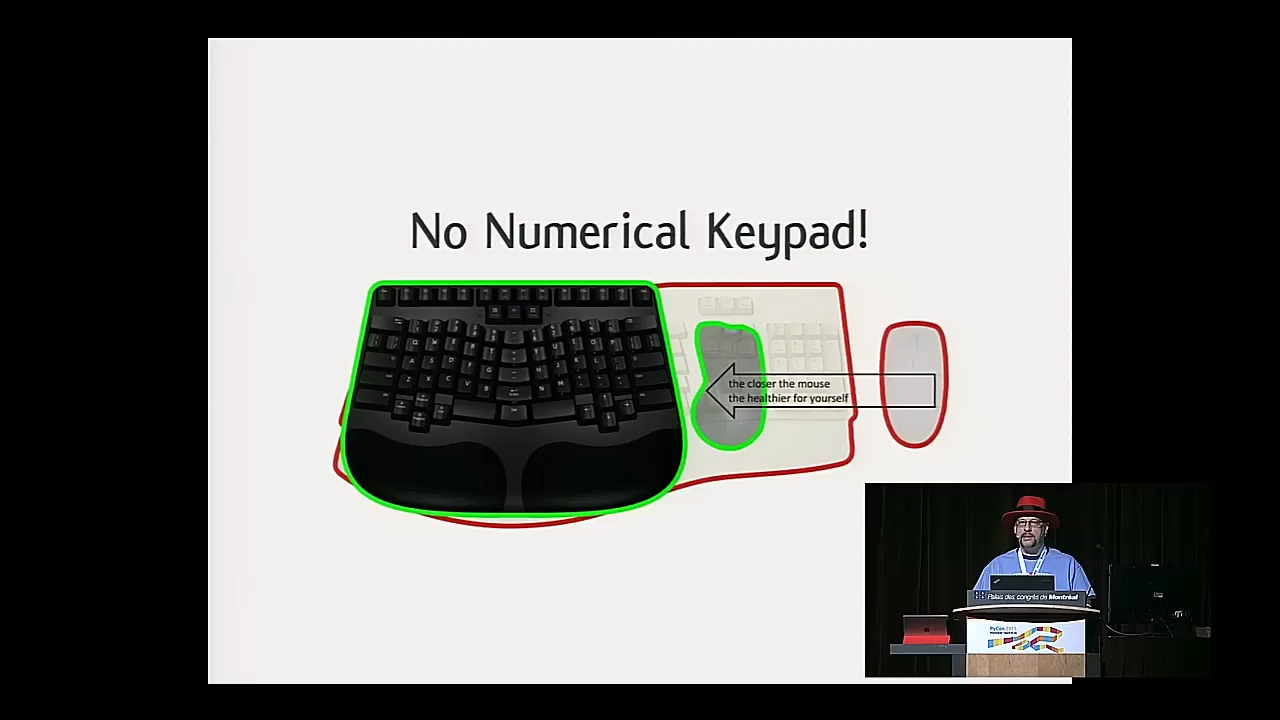 No Numerical Keypad!
the closer the mouse
the healthier for yourself
Q W E R T Y U O P
A S D F G H J K L
Z X C V B N M
Palais des congrès de Montréal
PyCon 2015